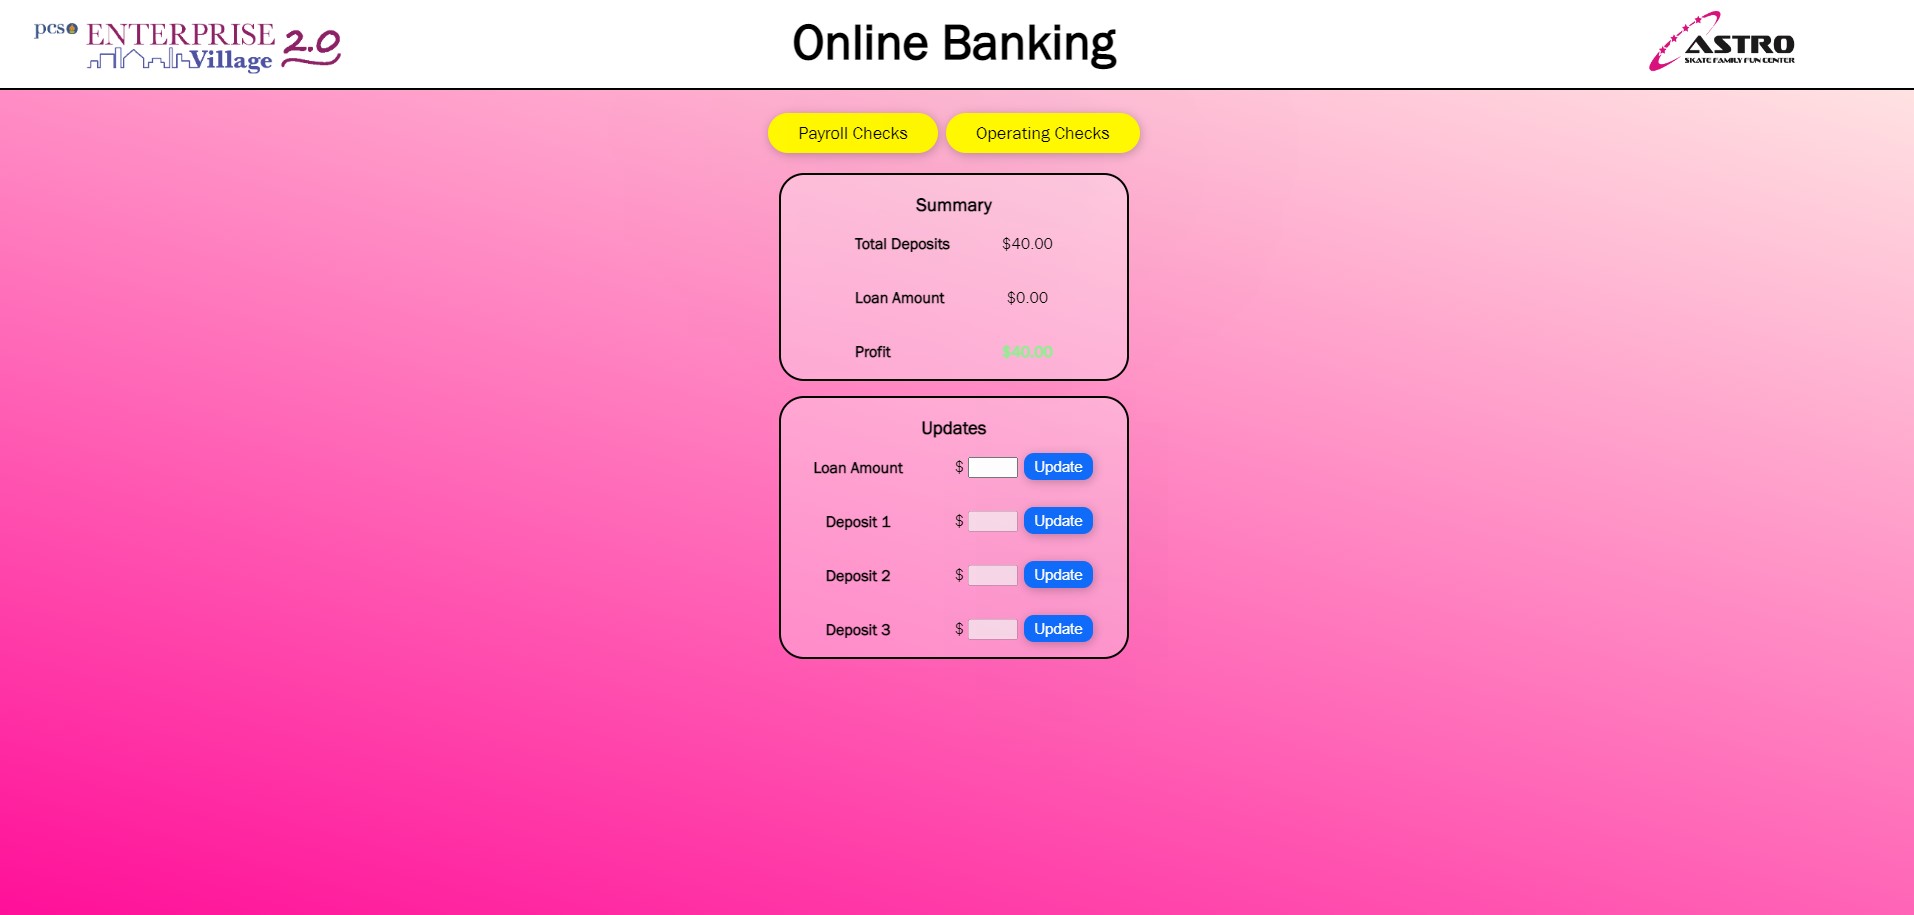 pcs ENTERPRISE Village 2.0
Online Banking
ASTRO
SKATE FAMILY FUN CENTER
Payroll Checks
Operating Checks
Summary
Total Deposits $40.00
Loan Amount $0.00
Profit $40.00
Updates
Loan Amount $ Update
Deposit 1 $ Update
Deposit 2 $ Update
Deposit 3 $ Update